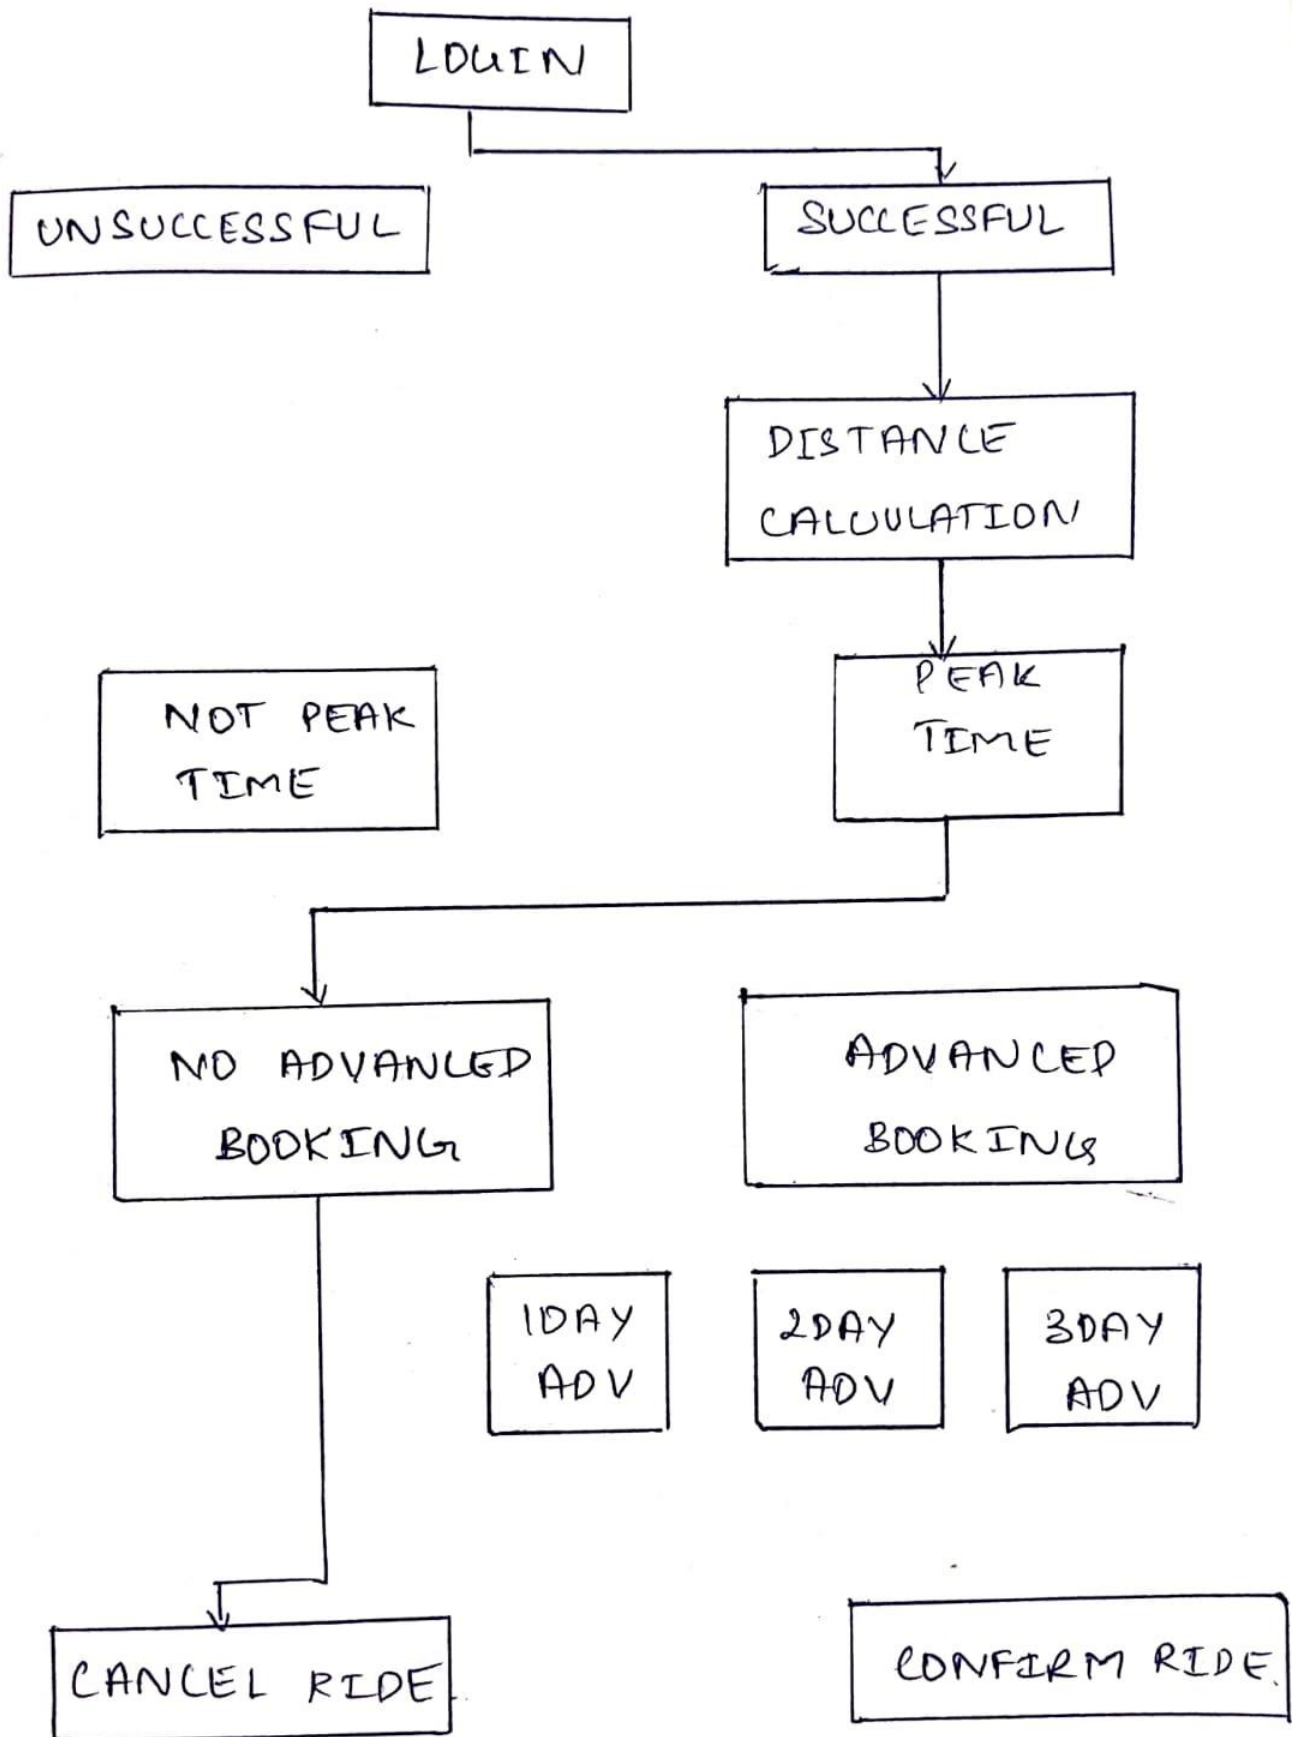 LOGIN
UNSUCCESSFUL
SUCCESSFUL
DISTANCE
CALCULATION
NOT PEAK
TIME
PEAK
TIME
NO ADVANCED
BOOKING
ADVANCED
BOOKING
1DAY
ADV
2DAY
ADV
3DAY
ADV
CANCEL RIDE
CONFIRM RIDE.